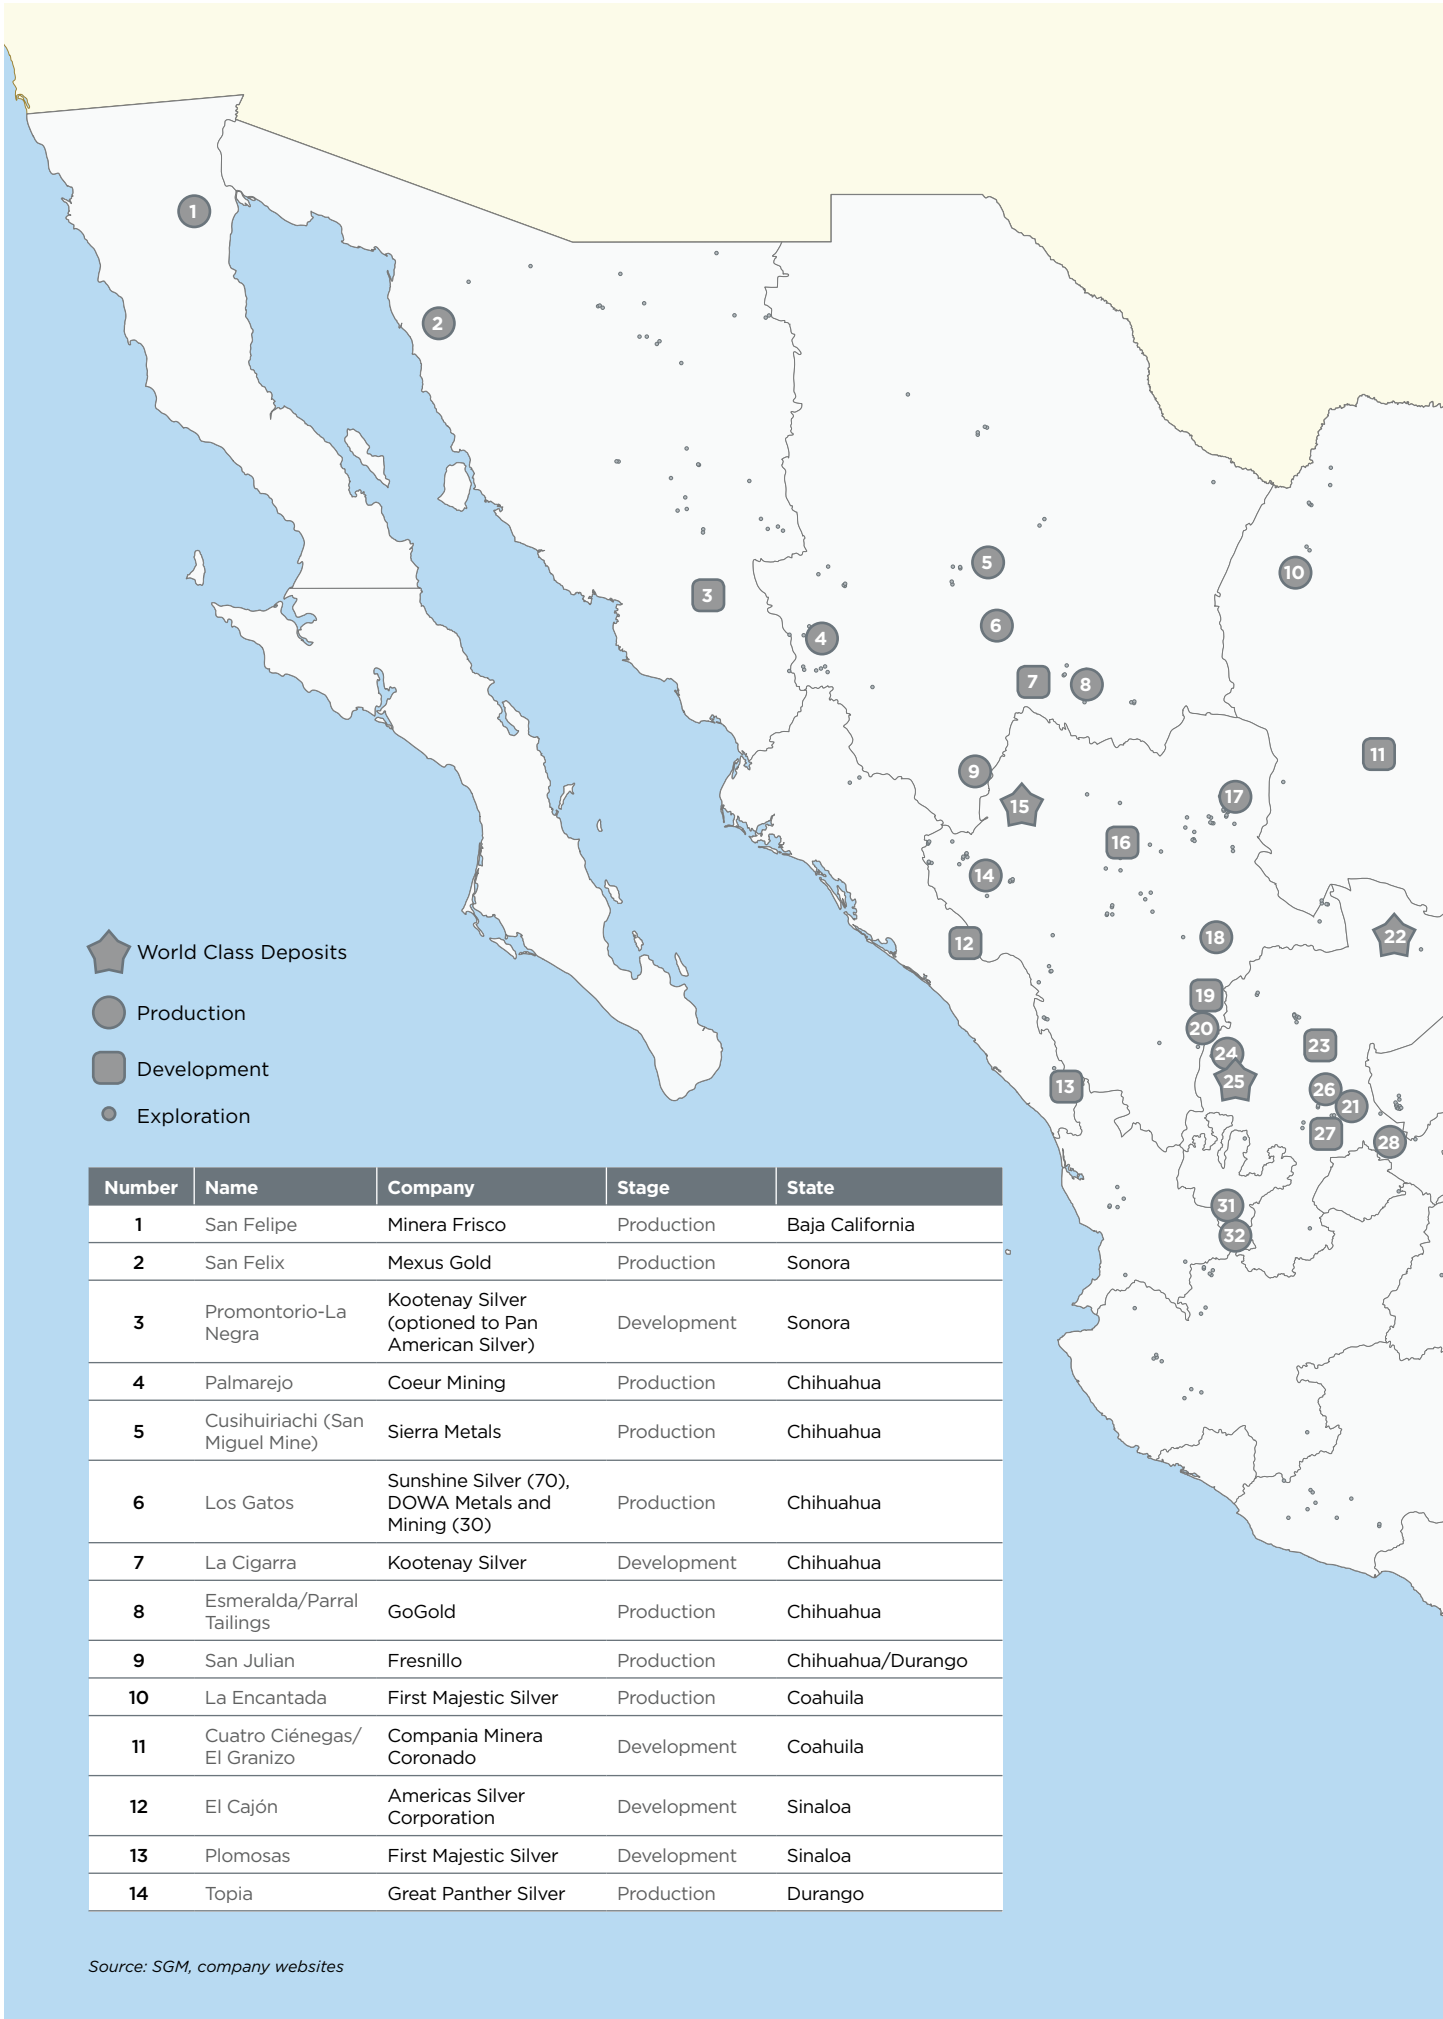 1
2
3
4
5
6
7
8
9
10
11
12
13
14
15
16
17
18
19
20
21
22
23
24
25
26
27
28
31
32
World Class Deposits
Production
Development
Exploration
Number Name Company Stage State
1 San Felipe Minera Frisco Production Baja California
2 San Felix Mexus Gold Production Sonora
3 Promontorio-La Negra Kootenay Silver (optioned to Pan American Silver) Development Sonora
4 Palmarejo Coeur Mining Production Chihuahua
5 Cusihuiriachi (San Miguel Mine) Sierra Metals Production Chihuahua
6 Los Gatos Sunshine Silver (70), DOWA Metals and Mining (30) Production Chihuahua
7 La Cigarra Kootenay Silver Development Chihuahua
8 Esmeralda/Parral Tailings GoGold Production Chihuahua
9 San Julian Fresnillo Production Chihuahua/Durango
10 La Encantada First Majestic Silver Production Coahuila
11 Cuatro Ciénegas/ El Granizo Compania Minera Coronado Development Coahuila
12 El Cajón Americas Silver Corporation Development Sinaloa
13 Plomosas First Majestic Silver Development Sinaloa
14 Topia Great Panther Silver Production Durango
Source: SGM, company websites